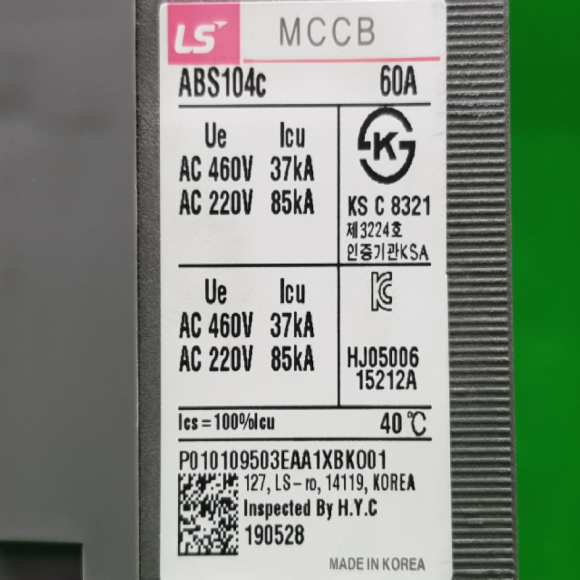 LS MCCB
ABS104c 60A
Ue Icu
AC 460V 37kA
AC 220V 85kA
K
KS C 8321
제3224호
인증기관KSA
Ue Icu
AC 460V 37kA
AC 220V 85kA
KC
HJ05006
15212A
Ics=100%Icu 40℃
P010109503EAA1XBK001
127, LS-ro, 14119, KOREA
Inspected By H.Y.C
190528
MADE IN KOREA